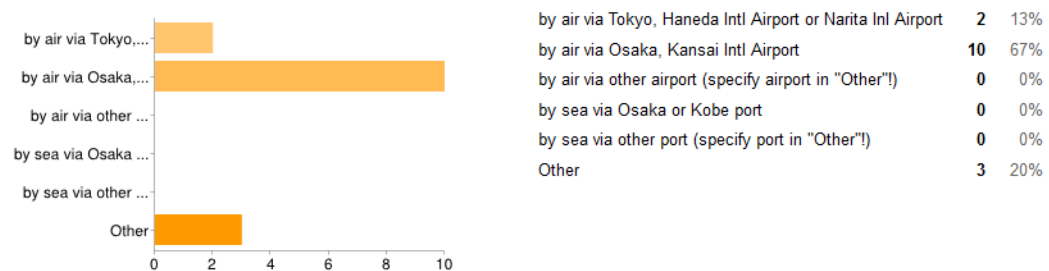 by air via Tokyo,...
by air via Osaka,...
by air via other ...
by sea via Osaka ...
by sea via other ...
Other
0 2 4 6 8 10
by air via Tokyo, Haneda Intl Airport or Narita Inl Airport 2 13%
by air via Osaka, Kansai Intl Airport 10 67%
by air via other airport (specify airport in "Other"!) 0 0%
by sea via Osaka or Kobe port 0 0%
by sea via other port (specify port in "Other"!) 0 0%
Other 3 20%